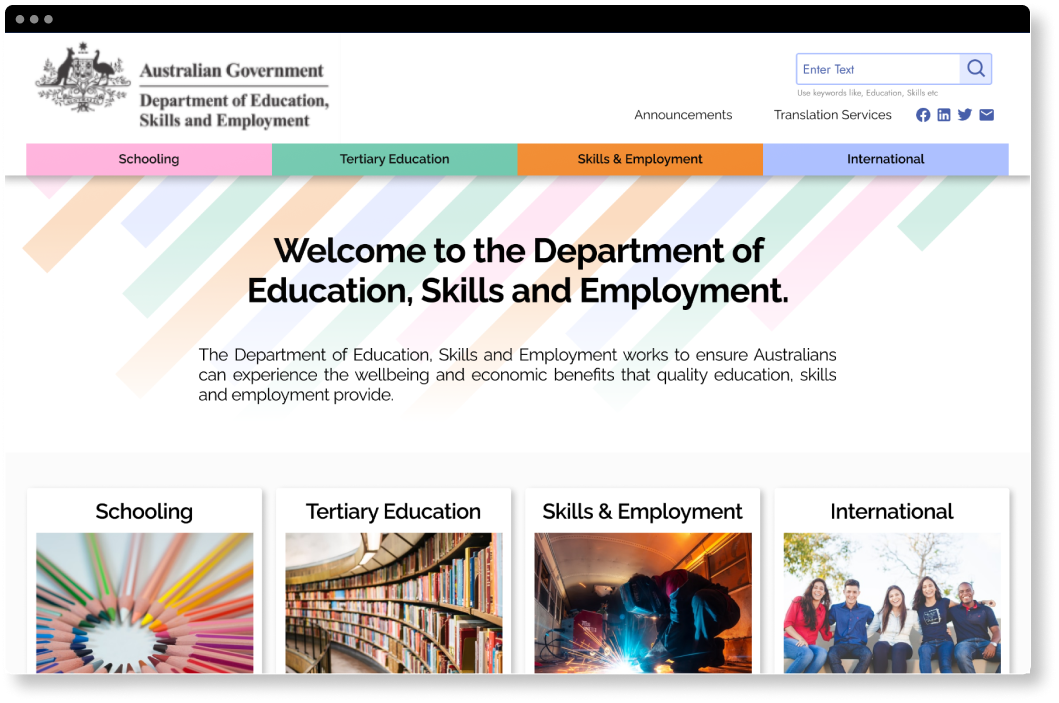 Australian Government
Department of Education,
Skills and Employment
Enter Text
Use keywords like, Education, Skills etc
Announcements
Translation Services
Schooling
Tertiary Education
Skills & Employment
International
Welcome to the Department of
Education, Skills and Employment.
The Department of Education, Skills and Employment works to ensure Australians
can experience the wellbeing and economic benefits that quality education, skills
and employment provide.
Schooling
Tertiary Education
Skills & Employment
International